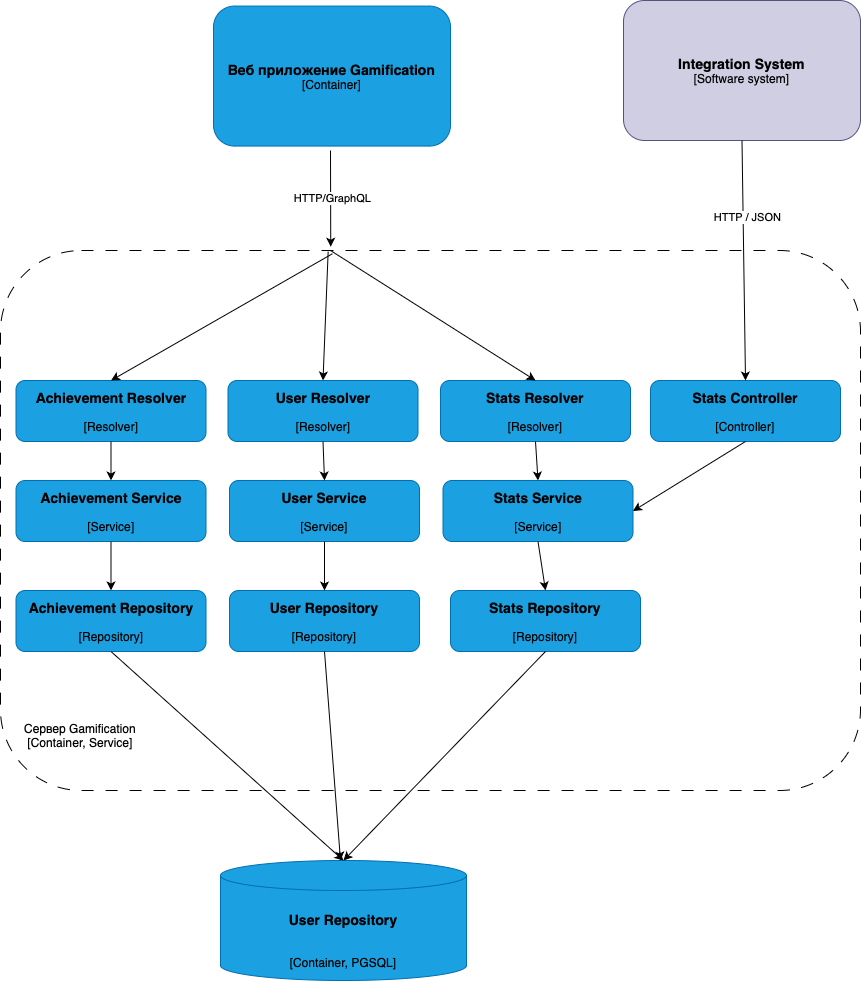 Веб приложение Gamification
[Container]
Integration System
[Software system]
HTTP/GraphQL
HTTP / JSON
Achievement Resolver
[Resolver]
User Resolver
[Resolver]
Stats Resolver
[Resolver]
Stats Controller
[Controller]
Achievement Service
[Service]
User Service
[Service]
Stats Service
[Service]
Achievement Repository
[Repository]
User Repository
[Repository]
Stats Repository
[Repository]
Сервер Gamification
[Container, Service]
User Repository
[Container, PGSQL]